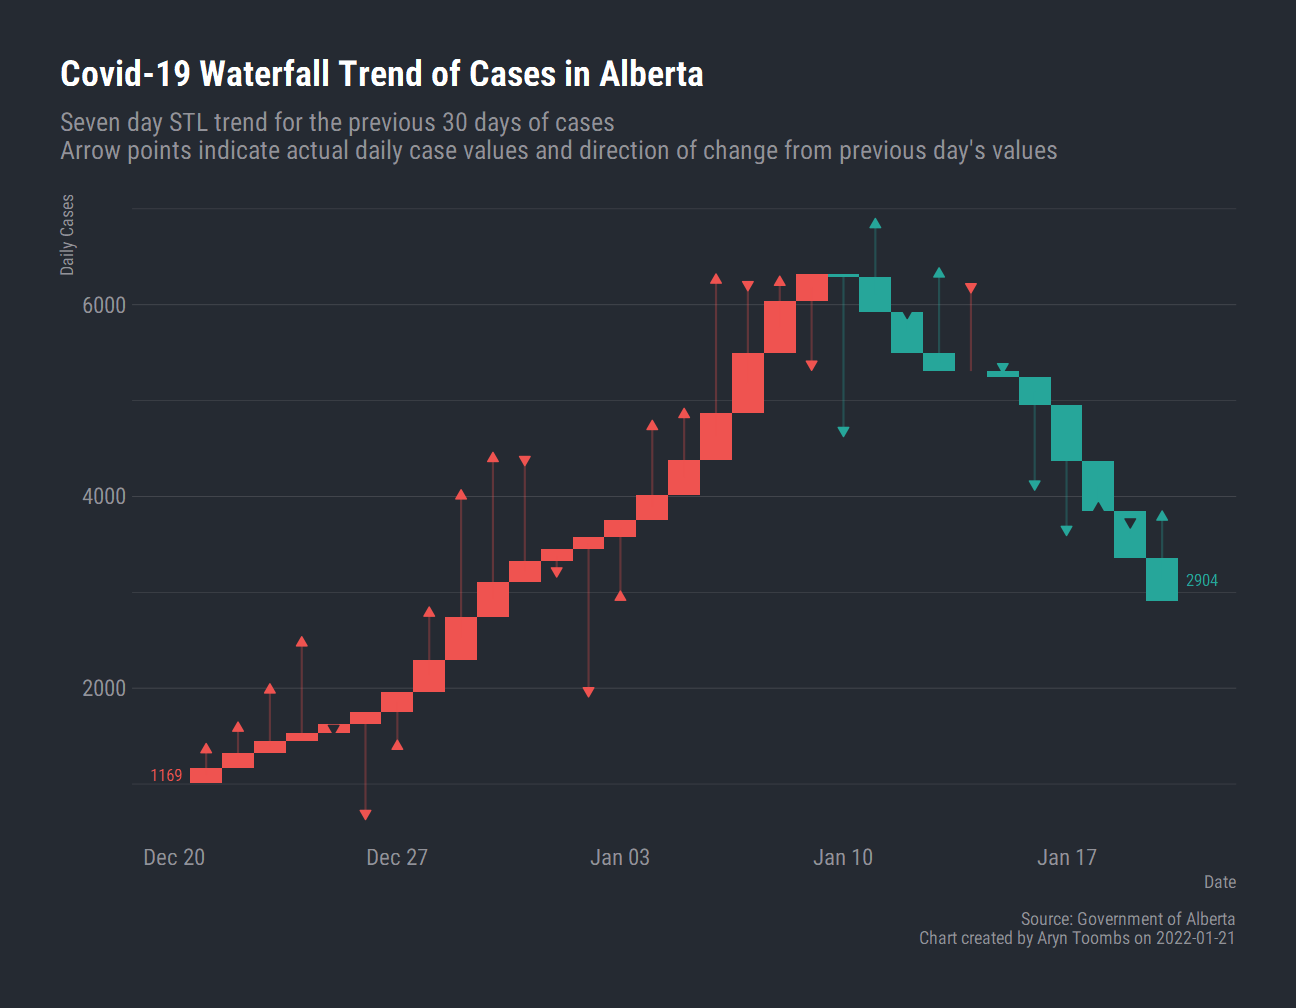 Covid-19 Waterfall Trend of Cases in Alberta
Seven day STL trend for the previous 30 days of cases
Arrow points indicate actual daily case values and direction of change from previous day's values
Daily Cases
6000
4000
2000
1169
2904
Dec 20
Dec 27
Jan 03
Jan 10
Jan 17
Date
Source: Government of Alberta
Chart created by Aryn Toombs on 2022-01-21